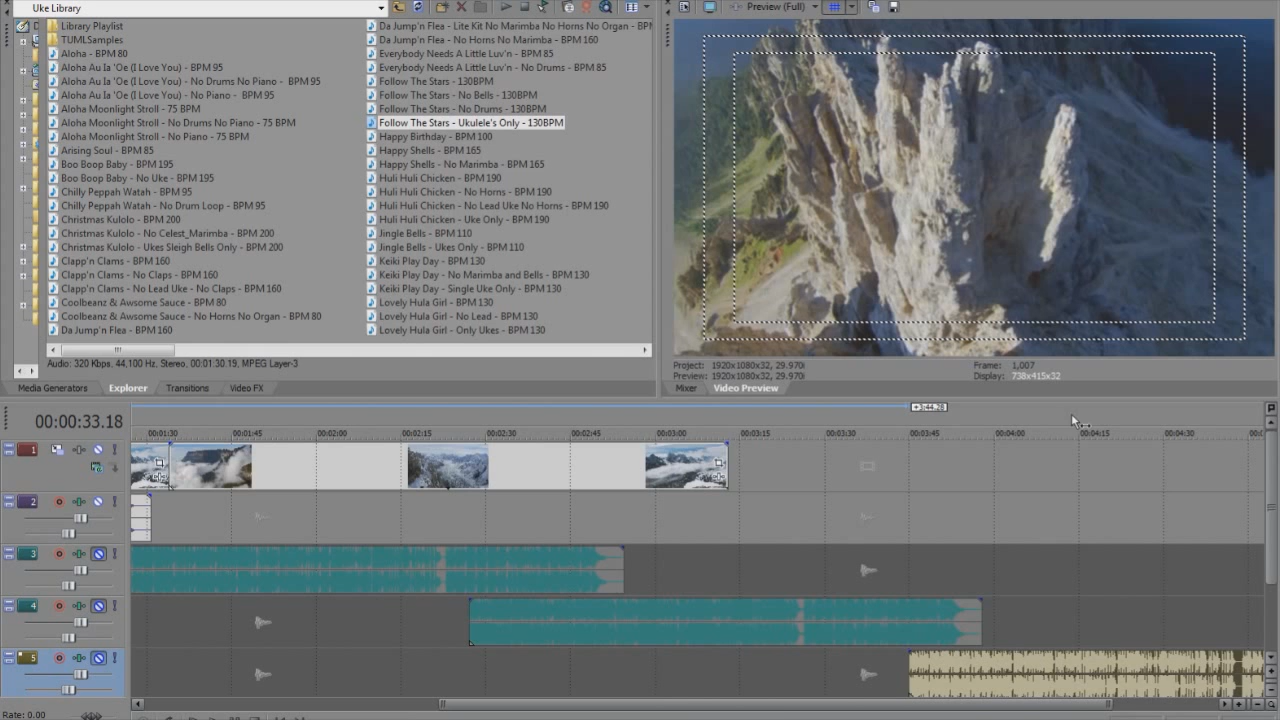 Uke Library
Preview (Full)
Library Playlist
TUMLSamples
Aloha - BPM 80
Aloha Au Ia 'Oe (I Love You) - BPM 95
Aloha Au Ia 'Oe (I Love You) - No Drums No Piano - BPM 95
Aloha Au Ia 'Oe (I Love You) - No Piano - BPM 95
Aloha Moonlight Stroll - 75 BPM
Aloha Moonlight Stroll - No Drums No Piano - 75 BPM
Aloha Moonlight Stroll - No Piano - 75 BPM
Arising Soul - BPM 85
Boo Boop Baby - BPM 195
Boo Boop Baby - No Uke - BPM 195
Chilly Peppah Watah - BPM 95
Chilly Peppah Watah - No Drum Loop - BPM 95
Christmas Kulolo - BPM 200
Christmas Kulolo - No Celest_Marimba - BPM 200
Christmas Kulolo - Ukes Sleigh Bells Only - BPM 200
Clapp'n Clams - BPM 160
Clapp'n Clams - No Claps - BPM 160
Clapp'n Clams - No Lead Uke - No Claps - BPM 160
Coolbeanz & Awsome Sauce - BPM 80
Coolbeanz & Awsome Sauce - No Horns No Organ - BPM 80
Da Jump'n Flea - BPM 160
Da Jump'n Flea - Lite Kit No Marimba No Horns No Organ - BPM
Da Jump'n Flea - No Horns No Marimba - BPM 160
Everybody Needs A Little Luv'n - BPM 85
Everybody Needs A Little Luv'n - No Drums - BPM 85
Follow The Stars - 130BPM
Follow The Stars - No Bells - 130BPM
Follow The Stars - No Drums - 130BPM
Follow The Stars - Ukulele's Only - 130BPM
Happy Birthday - BPM 100
Happy Shells - BPM 165
Happy Shells - No Marimba - BPM 165
Huli Huli Chicken - BPM 190
Huli Huli Chicken - No Horns - BPM 190
Huli Huli Chicken - No Lead Uke No Horns - BPM 190
Huli Huli Chicken - Uke Only - BPM 190
Jingle Bells - BPM 110
Jingle Bells - Ukes Only - BPM 110
Keiki Play Day - BPM 130
Keiki Play Day - No Marimba and Bells - BPM 130
Keiki Play Day - Single Uke Only - BPM 130
Lovely Hula Girl - BPM 130
Lovely Hula Girl - No Lead - BPM 130
Lovely Hula Girl - Only Ukes - BPM 130
Audio: 320 Kbps, 44,100 Hz, Stereo, 00:01:30.19, MPEG Layer-3
Media Generators Explorer Transitions Video FX
Project: 1920x1080x32, 29.970i Frame: 1,007
Preview: 1920x1080x32, 29.970i Display: 738x415x32
Mixer Video Preview
00:00:33.18
+3:44.28
00:01:30 00:01:45 00:02:00 00:02:15 00:02:30 00:02:45 00:03:00 00:03:15 00:03:30 00:03:45 00:04:00 00:04:15 00:04:30
1
2
3
4
5
Rate: 0.00